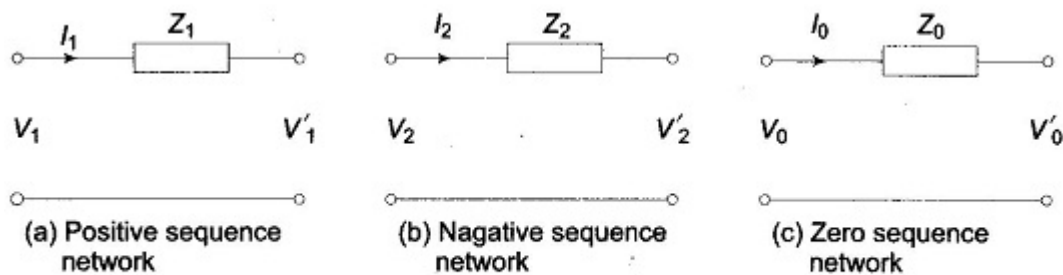 I1 Z1
I2 Z2
I0 Z0
V1 V′1
V2 V′2
V0 V′0
(a) Positive sequence
network
(b) Nagative sequence
network
(c) Zero sequence
network